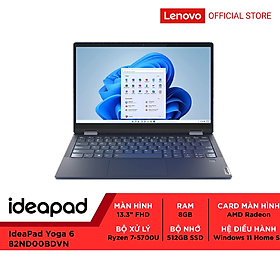 Lenovo
OFFICIAL STORE
ideapad
IdeaPad Yoga 6
82ND00BDVN
MÀN HÌNH
13.3" FHD
RAM
8GB
CARD MÀN HÌNH
AMD Radeon
BỘ XỬ LÝ
Ryzen 7-5700U
BỘ NHỚ
512GB SSD
HỆ ĐIỀU HÀNH
Windows 11 Home S